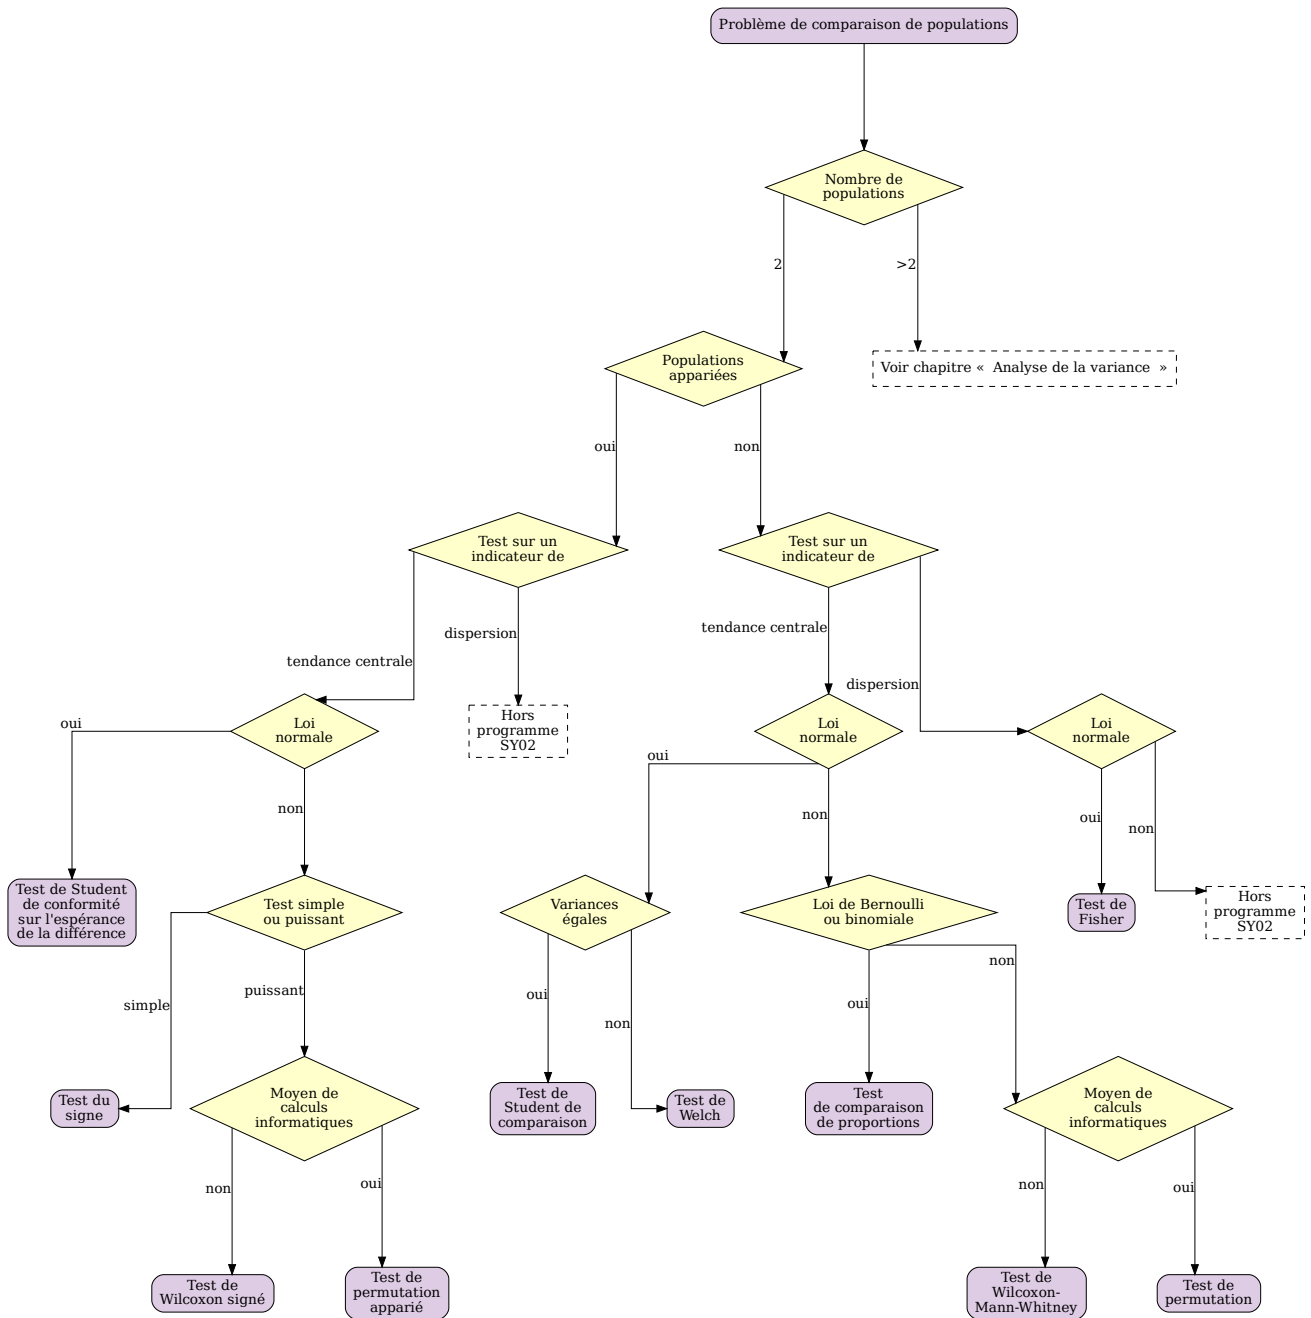 Problème de comparaison de populations
Nombre de
populations
2
>2
Populations
appariées
Voir chapitre «  Analyse de la variance  »
oui
non
Test sur un
indicateur de
Test sur un
indicateur de
tendance centrale
dispersion
tendance centrale
dispersion
Loi
normale
Hors
programme
SY02
Loi
normale
Loi
normale
oui
non
oui
non
oui
non
Test de Student
de conformité
sur l'espérance
de la différence
Test simple
ou puissant
Variances
égales
Loi de Bernoulli
ou binomiale
Test de
Fisher
Hors
programme
SY02
simple
puissant
oui
non
oui
non
Test du
signe
Moyen de
calculs
informatiques
Test de
Student de
comparaison
Test de
Welch
Test
de comparaison
de proportions
Moyen de
calculs
informatiques
non
oui
non
oui
Test de
Wilcoxon signé
Test de
permutation
apparié
Test de
Wilcoxon-
Mann-Whitney
Test de
permutation